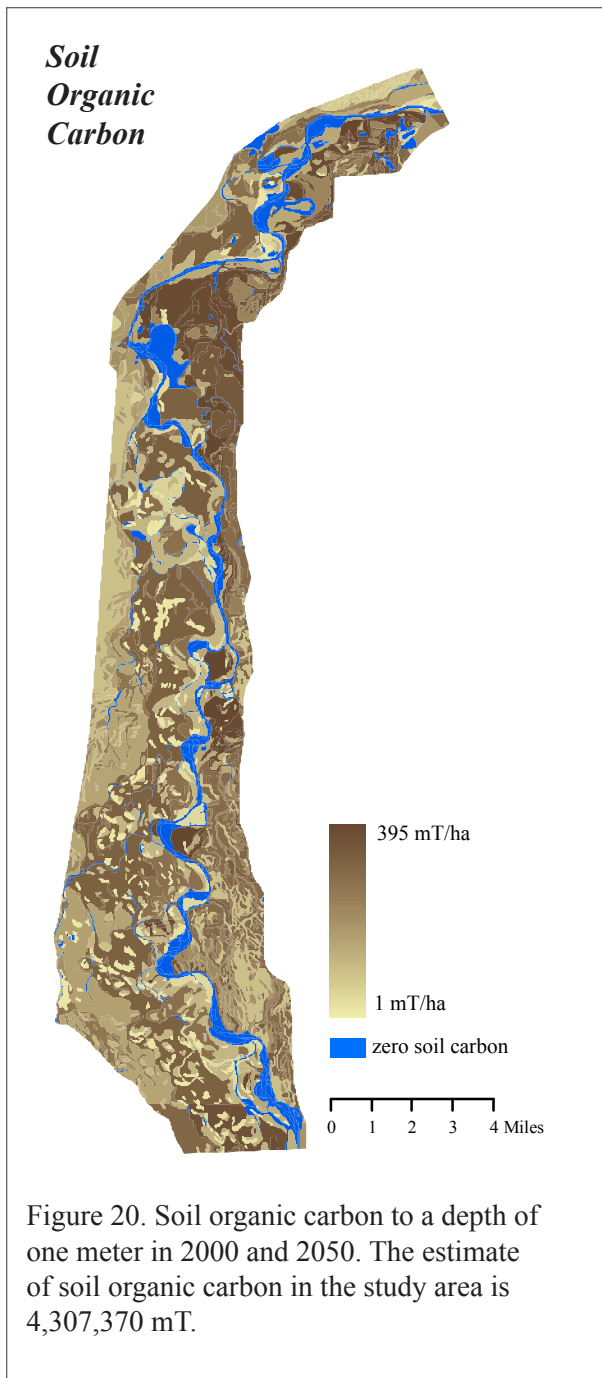 Soil
Organic
Carbon
395 mT/ha
1 mT/ha
zero soil carbon
0 1 2 3 4 Miles
Figure 20. Soil organic carbon to a depth of
one meter in 2000 and 2050. The estimate
of soil organic carbon in the study area is
4,307,370 mT.